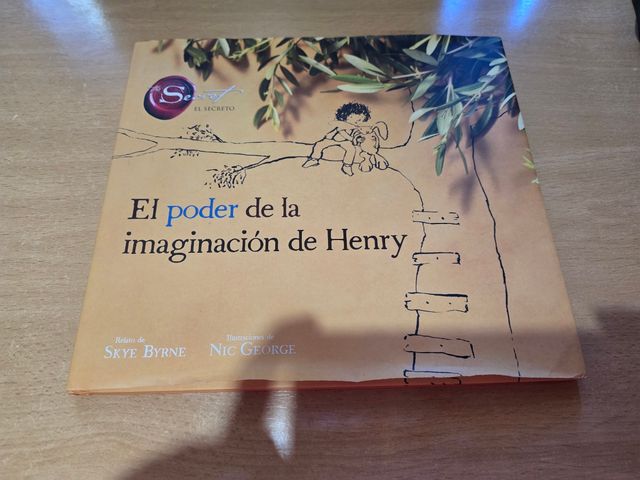 The Secret
EL SECRETO
El poder de la
imaginación de Henry
Relato de
SKYE BYRNE
Ilustraciones de
NIC GEORGE